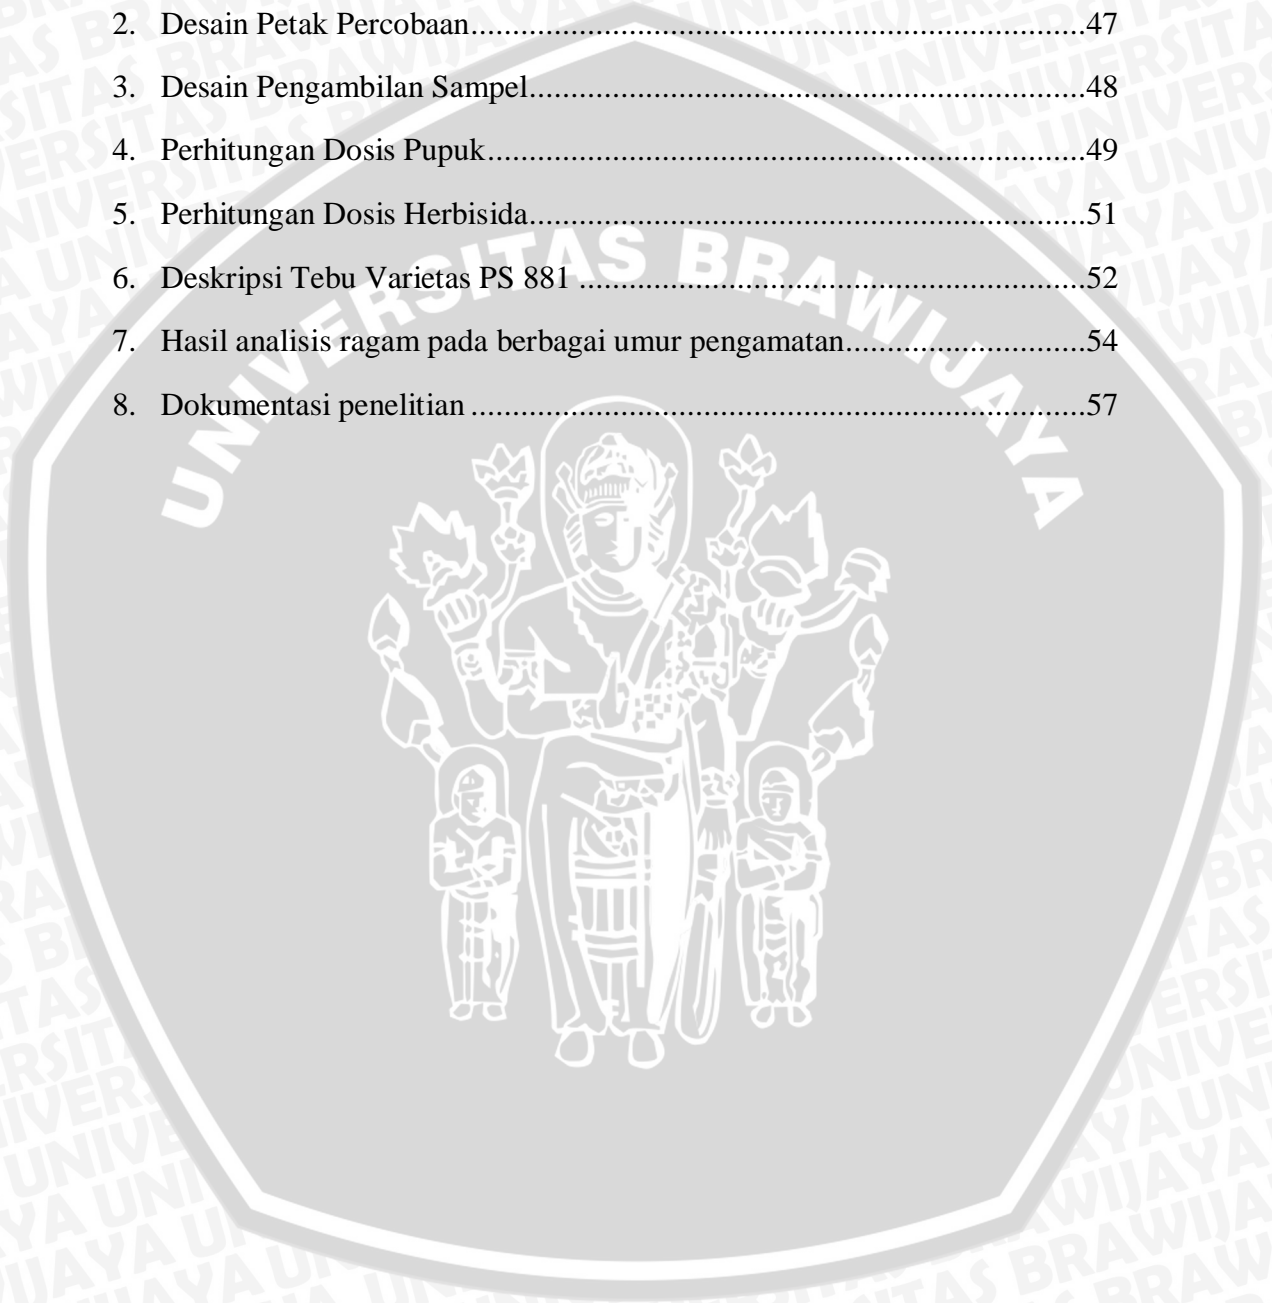 2. Desain Petak Percobaan............................................................................47
3. Desain Pengambilan Sampel.....................................................................48
4. Perhitungan Dosis Pupuk..........................................................................49
5. Perhitungan Dosis Herbisida.....................................................................51
6. Deskripsi Tebu Varietas PS 881 ...............................................................52
7. Hasil analisis ragam pada berbagai umur pengamatan..............................54
8. Dokumentasi penelitian ............................................................................57
UNIVERSITAS BRAWIJAYA